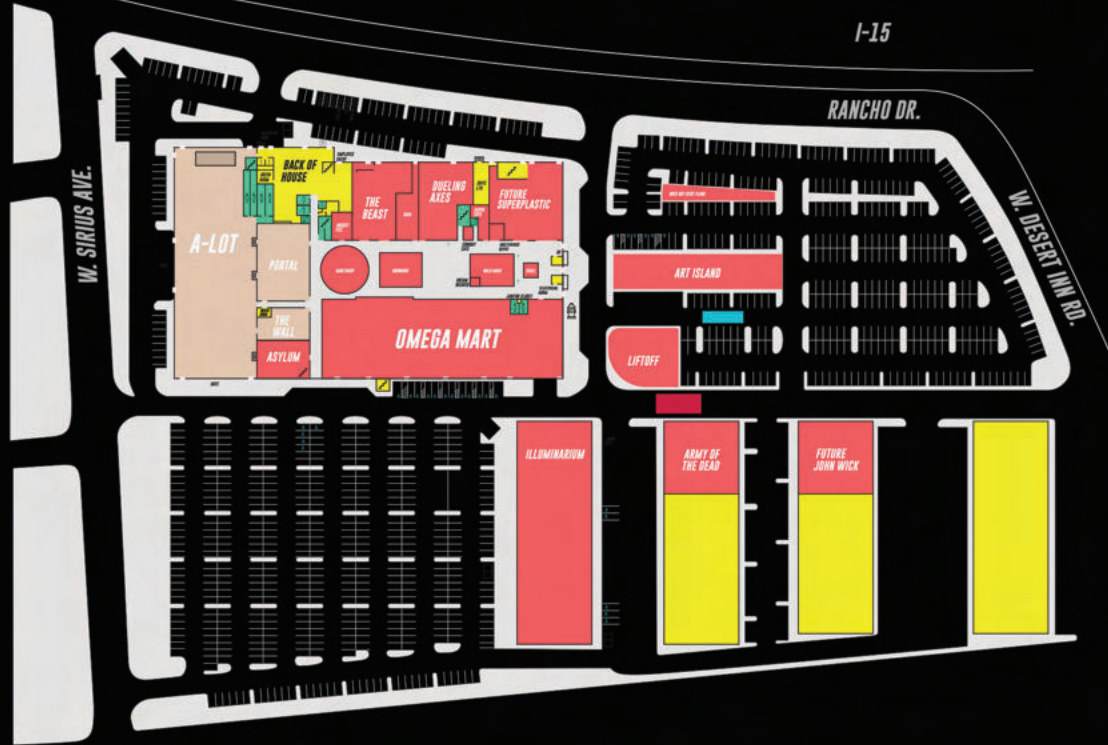 I-15
RANCHO DR.
W. SIRIUS AVE.
W. DESERT INN RD.
BACK OF
HOUSE
THE
BEAST
DUELING
AXES
FUTURE
SUPERPLASTIC
A-LOT
PORTAL
ART ISLAND
THE
WALL
ASYLUM
OMEGA MART
LIFTOFF
ILLUMINARIUM
ARMY OF
THE DEAD
FUTURE
JOHN WICK